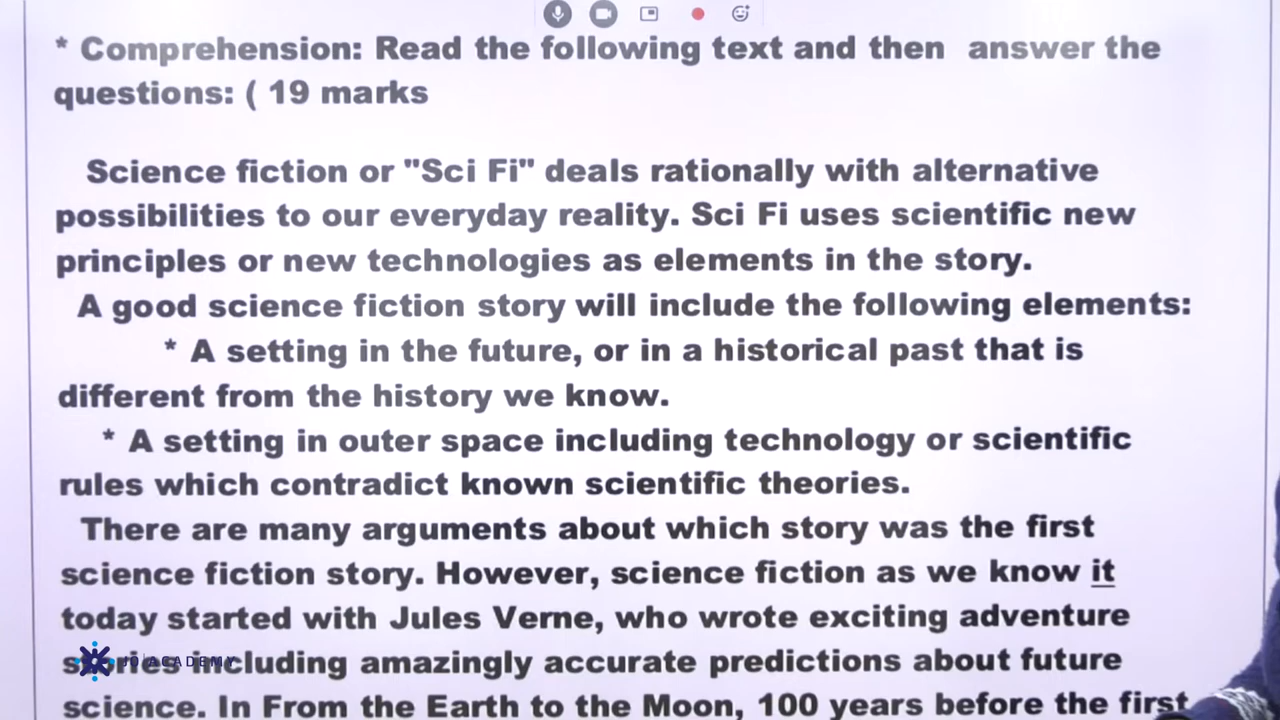 * Comprehension: Read the following text and then answer the
questions: ( 19 marks
Science fiction or "Sci Fi" deals rationally with alternative
possibilities to our everyday reality. Sci Fi uses scientific new
principles or new technologies as elements in the story.
A good science fiction story will include the following elements:
* A setting in the future, or in a historical past that is
different from the history we know.
* A setting in outer space including technology or scientific
rules which contradict known scientific theories.
There are many arguments about which story was the first
science fiction story. However, science fiction as we know it
today started with Jules Verne, who wrote exciting adventure
stories including amazingly accurate predictions about future
JO ACADEMY
science. In From the Earth to the Moon, 100 years before the first